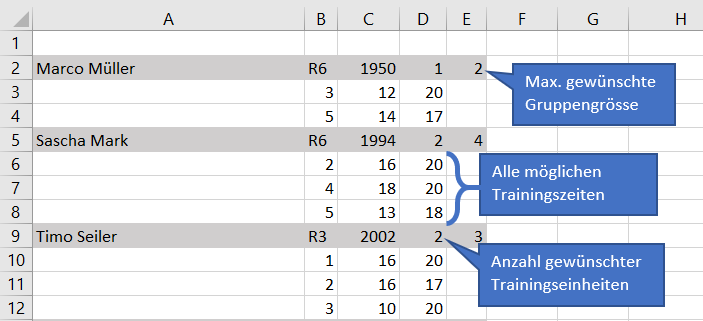 A B C D E F G H
1
2 Marco Müller R6 1950 1 2
Max. gewünschte
Gruppengrösse
3 3 12 20
4 5 14 17
5 Sascha Mark R6 1994 2 4
6 2 16 20
Alle möglichen
Trainingszeiten
7 4 18 20
8 5 13 18
9 Timo Seiler R3 2002 2 3
Anzahl gewünschter
Trainingseinheiten
10 1 16 20
11 2 16 17
12 3 10 20